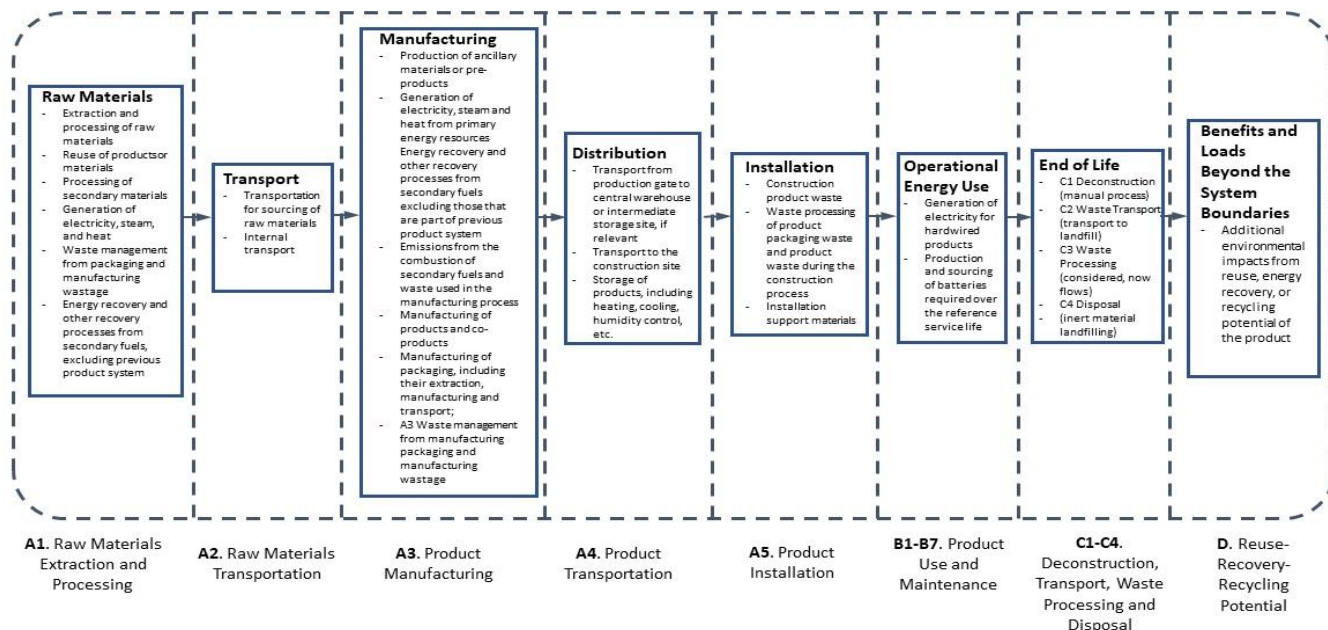 Raw Materials
- Extraction and
processing of raw
materials
- Reuse of productsor
materials
- Processing of
secondary materials
- Generation of
electricity, steam,
and heat
- Waste management
from packaging and
manufacturing
wastage
- Energy recovery and
other recovery
processes from
secondary fuels,
excluding previous
product system
Transport
- Transportation
for sourcing of
raw materials
- Internal
transport
Manufacturing
- Production of ancillary
materials or pre-
products
- Generation of
electricity, steam and
heat from primary
energy resources
Energy recovery and
other recovery
processes from
secondary fuels
excluding those that
are part of previous
product system
- Emissions from the
combustion of
secondary fuels and
waste used in the
manufacturing process
- Manufacturing of
products and co-
products
- Manufacturing of
packaging, including
their extraction,
manufacturing and
transport;
- A3 Waste management
from manufacturing
packaging and
manufacturing
wastage
Distribution
- Transport from
production gate to
central warehouse
or intermediate
storage site, if
relevant
- Transport to the
construction site
- Storage of
products, including
heating, cooling,
humidity control,
etc.
Installation
- Construction
product waste
- Waste processing
of product
packaging waste
and product
waste during the
construction
process
- Installation
support materials
Operational
Energy Use
- Generation of
electricity for
hardwired
products
- Production
and sourcing
of batteries
required over
the reference
service life
End of Life
- C1 Deconstruction
(manual process)
- C2 Waste Transport
(transport to
landfill)
- C3 Waste
Processing
(considered, now
flows)
- C4 Disposal
- (inert material
landfilling)
Benefits and
Loads
Beyond the
System
Boundaries
- Additional
environmental
impacts from
reuse, energy
recovery, or
recycling
potential of
the product
A1. Raw Materials
Extraction and
Processing
A2. Raw Materials
Transportation
A3. Product
Manufacturing
A4. Product
Transportation
A5. Product
Installation
B1-B7. Product
Use and
Maintenance
C1-C4.
Deconstruction,
Transport, Waste
Processing and
Disposal
D. Reuse-
Recovery-
Recycling
Potential